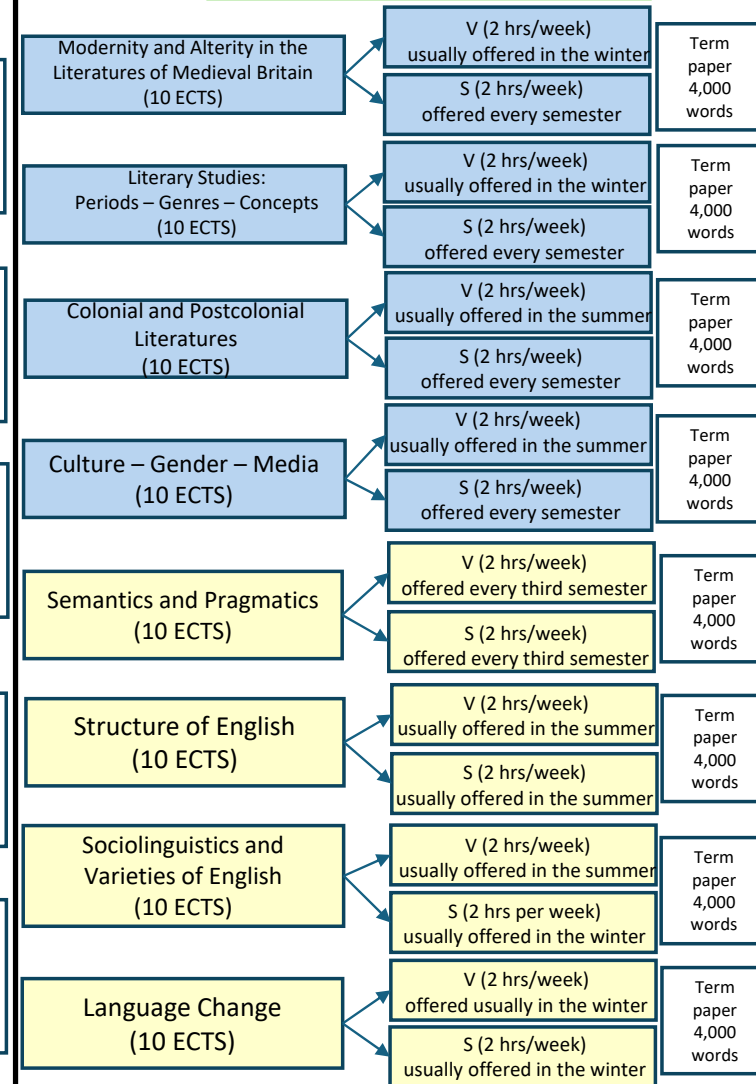 Modernity and Alterity in the
Literatures of Medieval Britain
(10 ECTS)
V (2 hrs/week)
usually offered in the winter
S (2 hrs/week)
offered every semester
Term
paper
4,000
words
Literary Studies:
Periods – Genres – Concepts
(10 ECTS)
V (2 hrs/week)
usually offered in the winter
S (2 hrs/week)
offered every semester
Term
paper
4,000
words
Colonial and Postcolonial
Literatures
(10 ECTS)
V (2 hrs/week)
usually offered in the summer
S (2 hrs/week)
offered every semester
Term
paper
4,000
words
Culture – Gender – Media
(10 ECTS)
V (2 hrs/week)
usually offered in the summer
S (2 hrs/week)
offered every semester
Term
paper
4,000
words
Semantics and Pragmatics
(10 ECTS)
V (2 hrs/week)
offered every third semester
S (2 hrs/week)
offered every third semester
Term
paper
4,000
words
Structure of English
(10 ECTS)
V (2 hrs/week)
usually offered in the summer
S (2 hrs/week)
usually offered in the summer
Term
paper
4,000
words
Sociolinguistics and
Varieties of English
(10 ECTS)
V (2 hrs/week)
usually offered in the summer
S (2 hrs per week)
usually offered in the winter
Term
paper
4,000
words
Language Change
(10 ECTS)
V (2 hrs/week)
offered usually in the winter
S (2 hrs/week)
usually offered in the winter
Term
paper
4,000
words